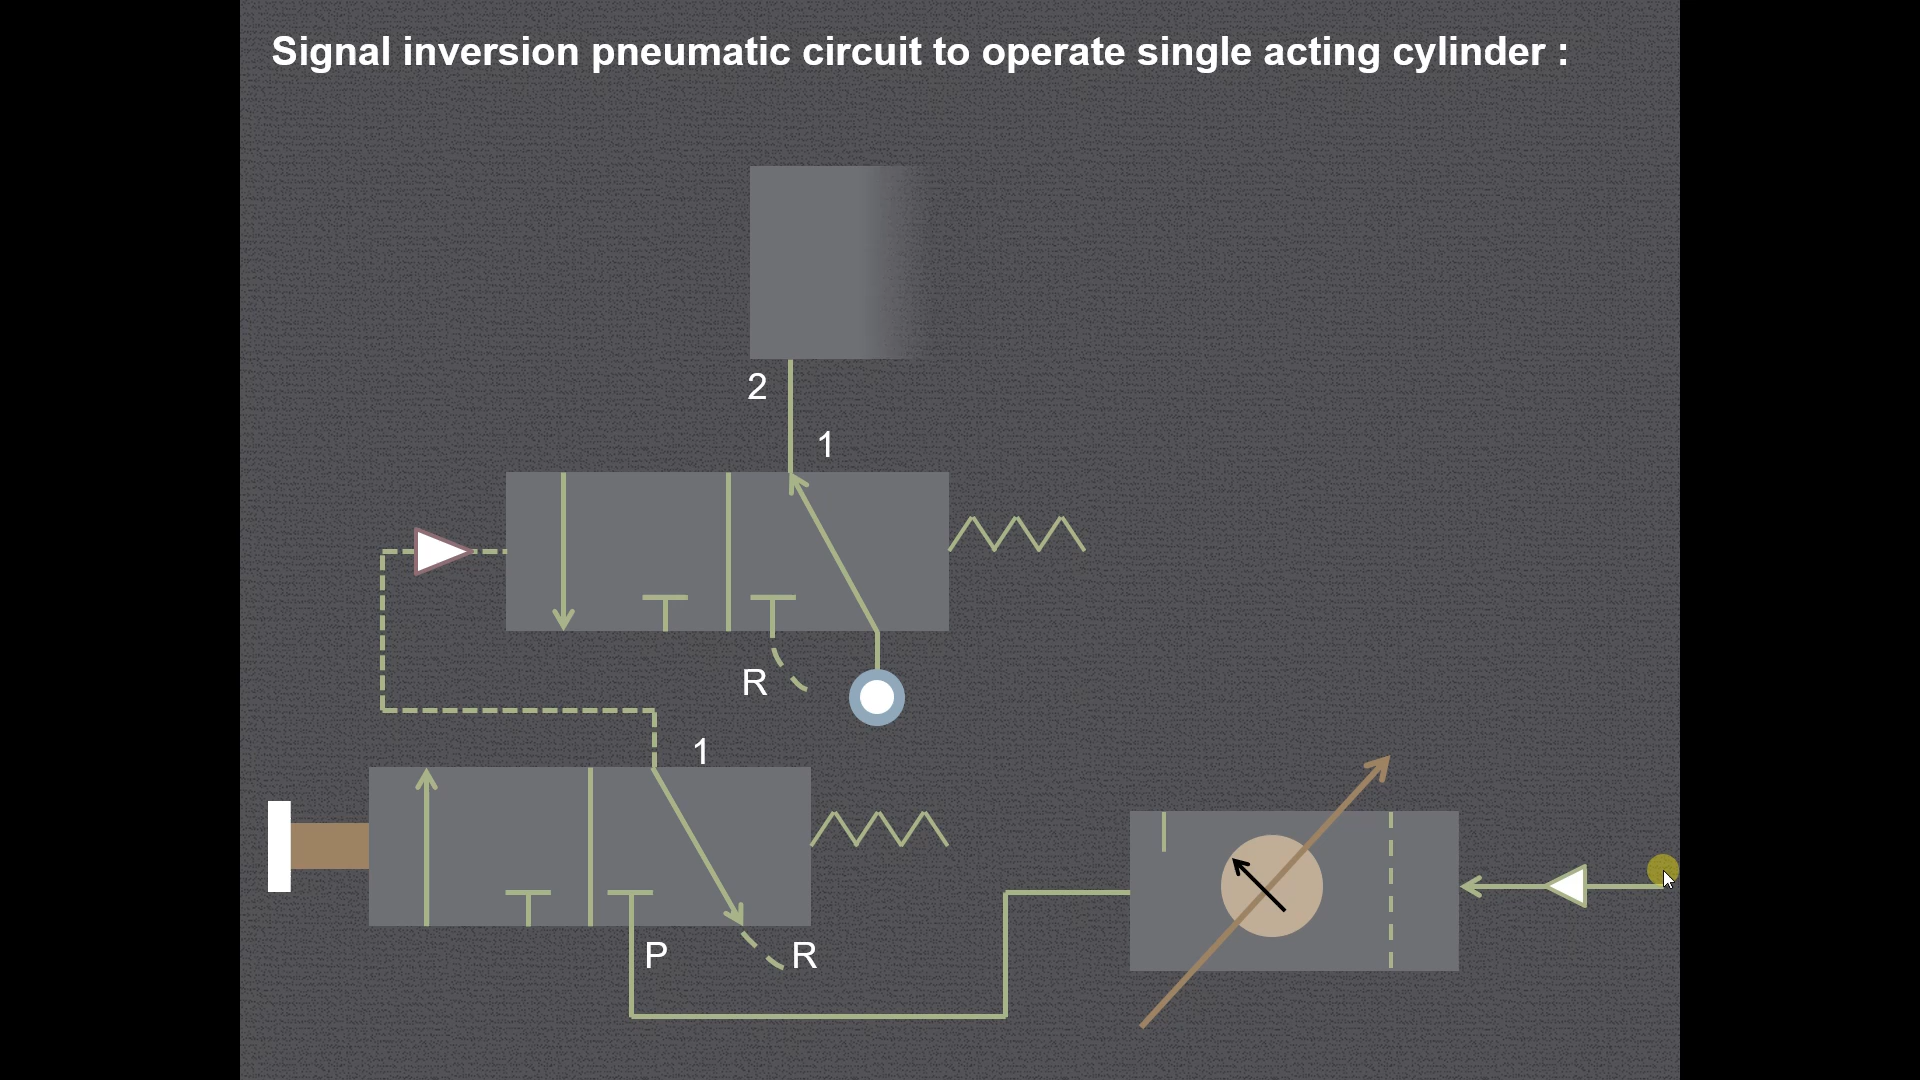 Signal inversion pneumatic circuit to operate single acting cylinder :
2
1
R
1
P
R